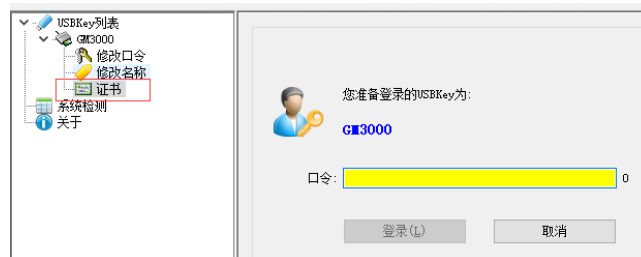 USBKey列表
GM3000
修改口令
修改名称
证书
系统检测
关于
您准备登录的USBKey为:
GM3000
口令:
0
登录(L)
取消